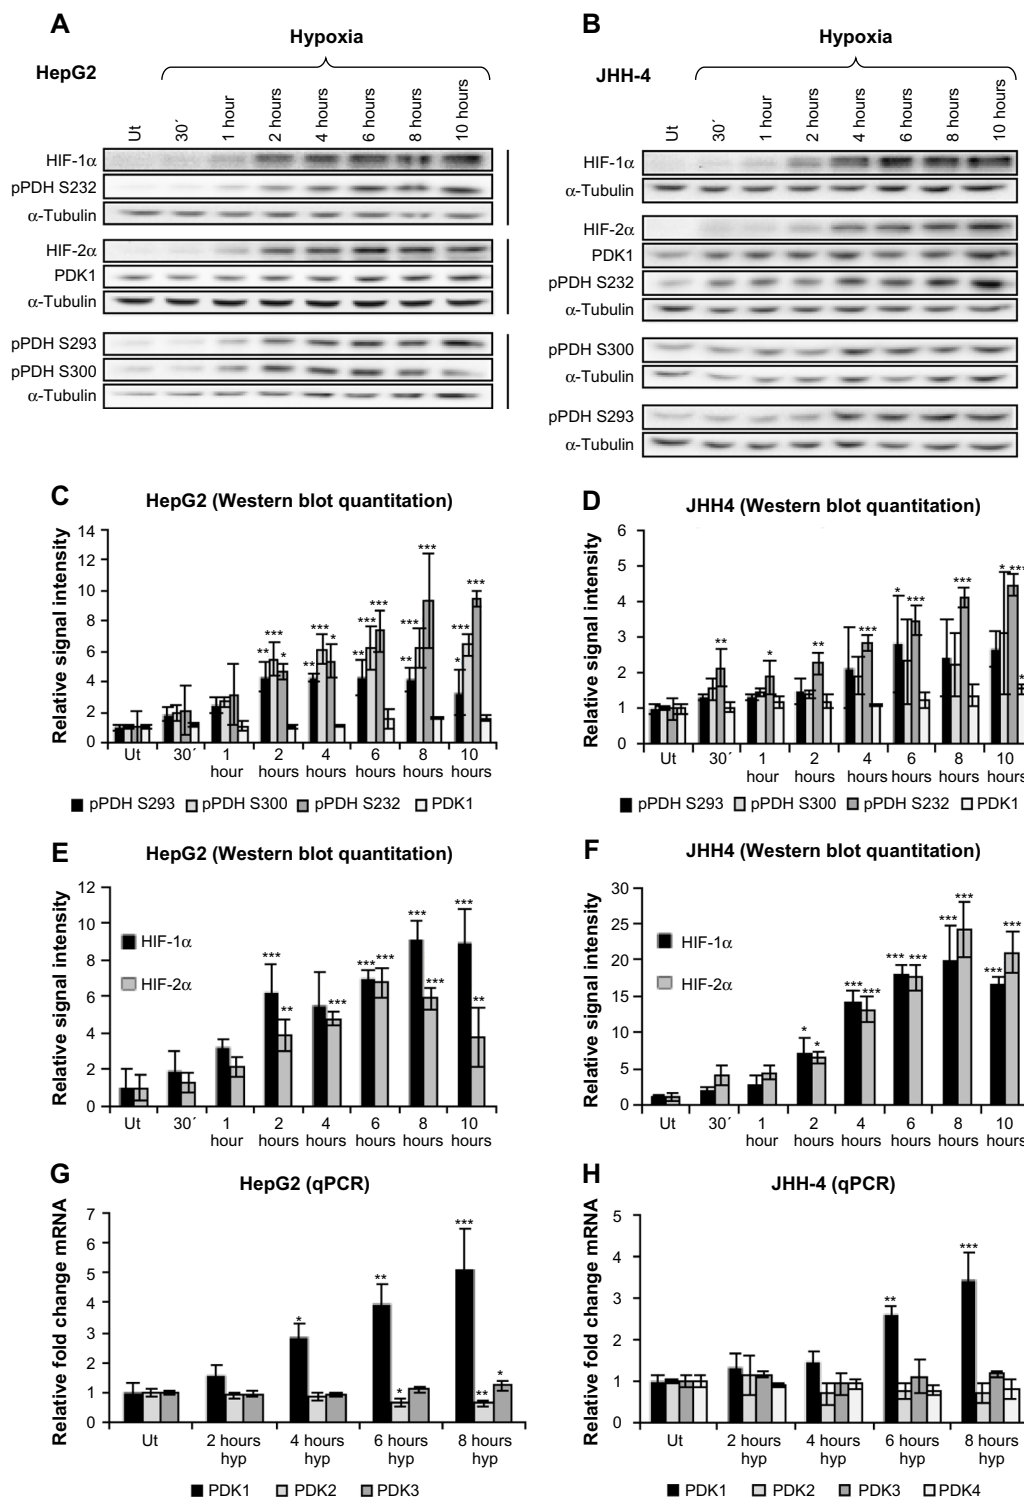 A
Hypoxia
HepG2
Ut 30´ 1 hour 2 hours 4 hours 6 hours 8 hours 10 hours
HIF-1α
pPDH S232
α-Tubulin
HIF-2α
PDK1
α-Tubulin
pPDH S293
pPDH S300
α-Tubulin
B
Hypoxia
JHH-4
Ut 30´ 1 hour 2 hours 4 hours 6 hours 8 hours 10 hours
HIF-1α
α-Tubulin
HIF-2α
PDK1
pPDH S232
α-Tubulin
pPDH S300
α-Tubulin
pPDH S293
α-Tubulin
C
HepG2 (Western blot quantitation)
Relative signal intensity
14
12
10
8
6
4
2
0
Ut 30´ 1 hour 2 hours 4 hours 6 hours 8 hours 10 hours
** *** * ** *** * ** *** *** ** *** *** * *** ***
pPDH S293 pPDH S300 pPDH S232 PDK1
D
JHH4 (Western blot quantitation)
Relative signal intensity
6
5
4
3
2
1
0
Ut 30´ 1 hour 2 hours 4 hours 6 hours 8 hours 10 hours
** * ** *** * *** *** * *** *
pPDH S293 pPDH S300 pPDH S232 PDK1
E
HepG2 (Western blot quantitation)
Relative signal intensity
12
10
8
6
4
2
0
HIF-1α
HIF-2α
*** ** *** *** *** *** *** *** **
Ut 30´ 1 hour 2 hours 4 hours 6 hours 8 hours 10 hours
F
JHH4 (Western blot quantitation)
Relative signal intensity
30
25
20
15
10
5
0
HIF-1α
HIF-2α
* * *** *** *** *** *** *** *** ***
Ut 30´ 1 hour 2 hours 4 hours 6 hours 8 hours 10 hours
G
HepG2 (qPCR)
Relative fold change mRNA
7
6
5
4
3
2
1
0
* ** * *** ** *
Ut 2 hours hyp 4 hours hyp 6 hours hyp 8 hours hyp
PDK1 PDK2 PDK3
H
JHH-4 (qPCR)
Relative fold change mRNA
5
4
3
2
1
0
** ***
Ut 2 hours hyp 4 hours hyp 6 hours hyp 8 hours hyp
PDK1 PDK2 PDK3 PDK4